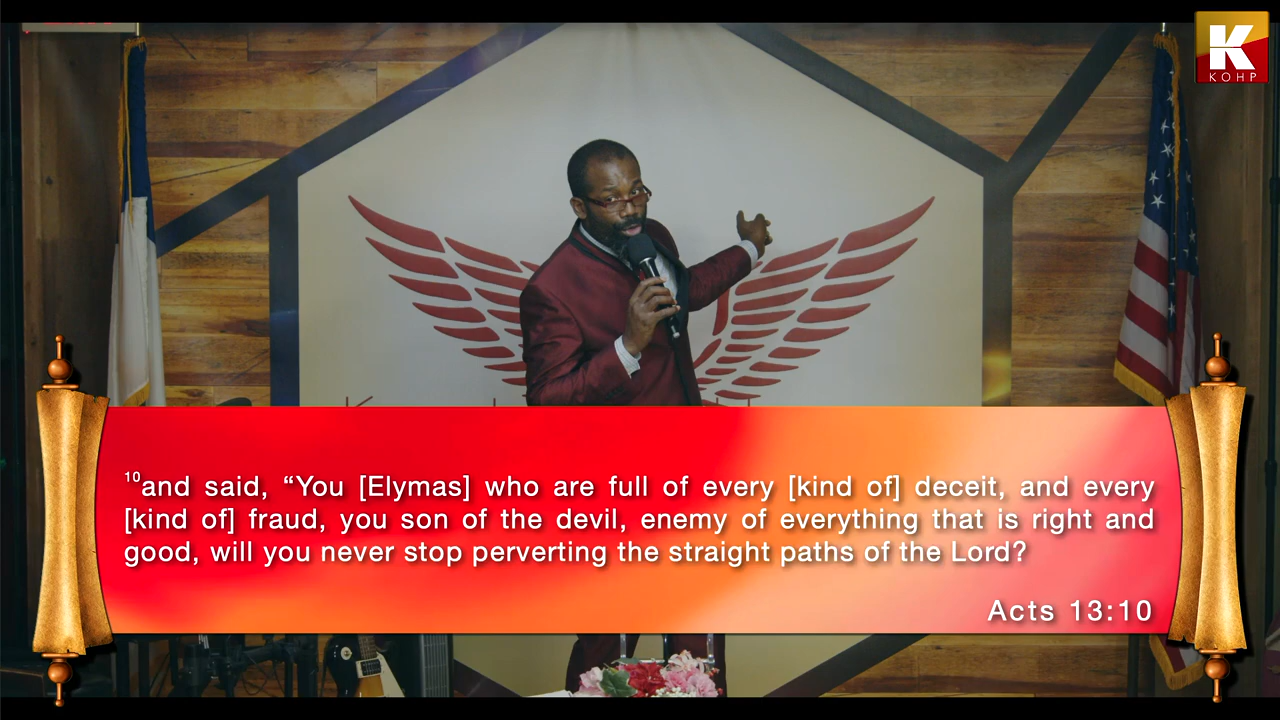 K
KOHP
10and said, “You [Elymas] who are full of every [kind of] deceit, and every
[kind of] fraud, you son of the devil, enemy of everything that is right and
good, will you never stop perverting the straight paths of the Lord?
Acts 13:10